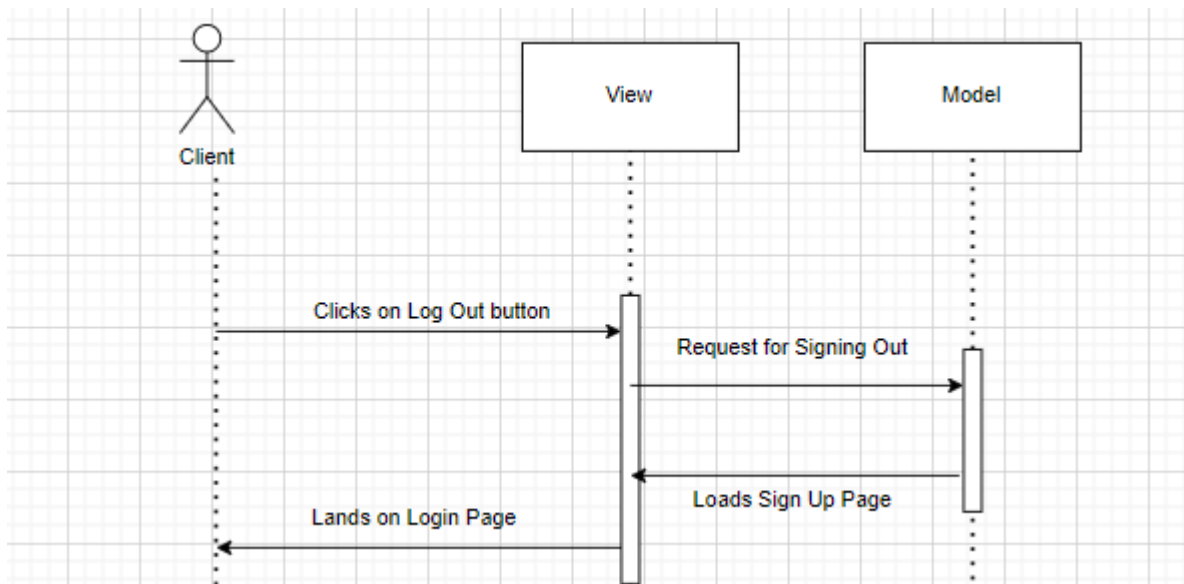 View
Model
Client
Clicks on Log Out button
Request for Signing Out
Loads Sign Up Page
Lands on Login Page